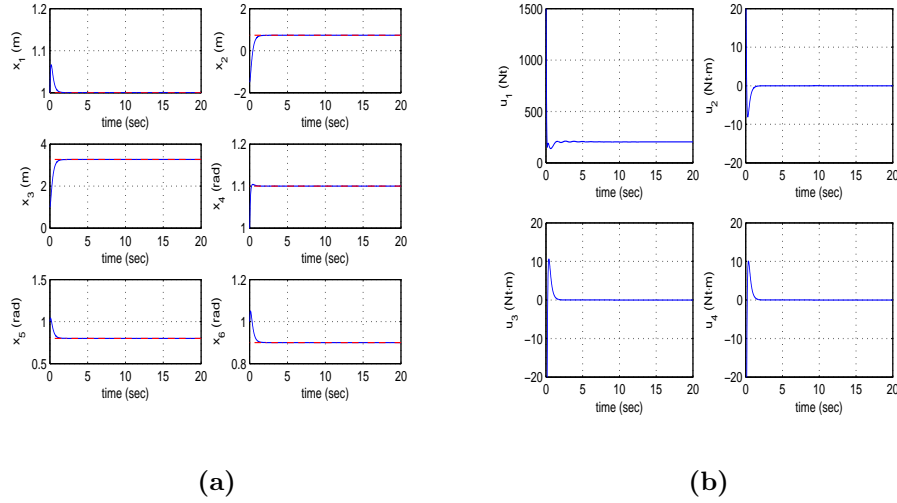 1.2
1.1
1
x1 (m)
0 5 10 15 20
time (sec)
2
0
−2
x2 (m)
0 5 10 15 20
time (sec)
4
2
0
x3 (m)
0 5 10 15 20
time (sec)
1.2
1.1
1
x4 (rad)
0 5 10 15 20
time (sec)
1.5
1
0.5
x5 (rad)
0 5 10 15 20
time (sec)
1.2
1
0.9
0.8
x6 (rad)
0 5 10 15 20
time (sec)
(a)
1500
1000
500
0
u1 (Nt)
0 5 10 15 20
time (sec)
20
10
0
−10
−20
u2 (Nt·m)
0 5 10 15 20
time (sec)
20
10
0
−10
−20
u3 (Nt·m)
0 5 10 15 20
time (sec)
20
10
0
−10
−20
u4 (Nt·m)
0 5 10 15 20
time (sec)
(b)